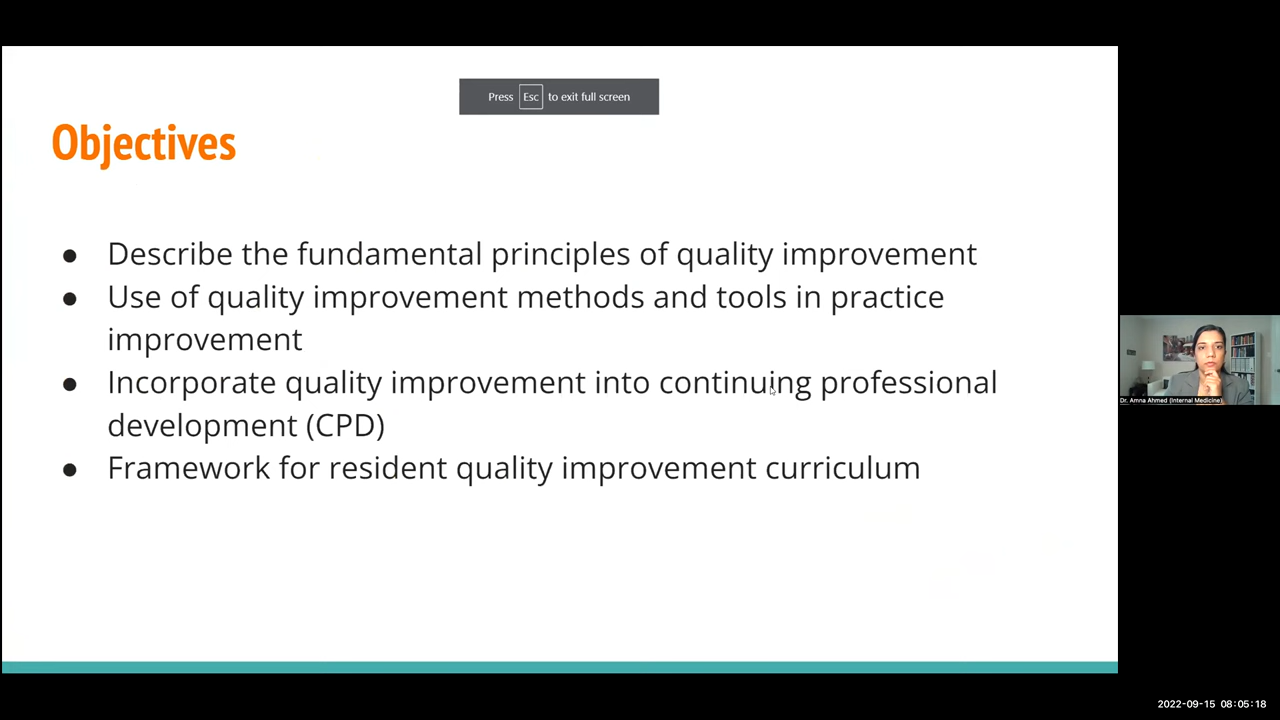 Press Esc to exit full screen
Objectives
● Describe the fundamental principles of quality improvement
● Use of quality improvement methods and tools in practice
improvement
● Incorporate quality improvement into continuing professional
development (CPD)
● Framework for resident quality improvement curriculum
Dr. Amna Ahmed (Internal Medicine)
2022-09-15 08:05:18